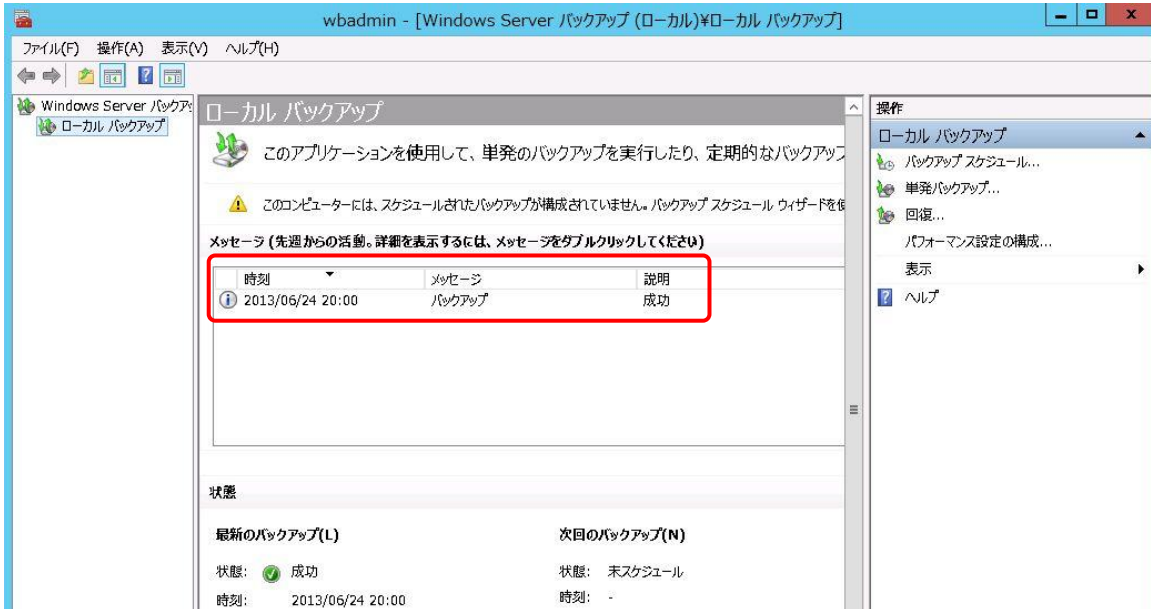 wbadmin - [Windows Server バックアップ (ローカル)¥ローカル バックアップ]
ファイル(F) 操作(A) 表示(V) ヘルプ(H)
Windows Server バックアッ
ローカル バックアップ
ローカル バックアップ
このアプリケーションを使用して、単発のバックアップを実行したり、定期的なバックアップ
このコンピューターには、スケジュールされたバックアップが構成されていません。バックアップ スケジュール ウィザードを使
メッセージ (先週からの活動。詳細を表示するには、メッセージをダブルクリックしてください)
時刻 メッセージ 説明
2013/06/24 20:00 バックアップ 成功
状態
最新のバックアップ(L) 次回のバックアップ(N)
状態: 成功 状態: 未スケジュール
時刻: 2013/06/24 20:00 時刻: -
操作
ローカル バックアップ
バックアップ スケジュール...
単発バックアップ...
回復...
パフォーマンス設定の構成...
表示
ヘルプ